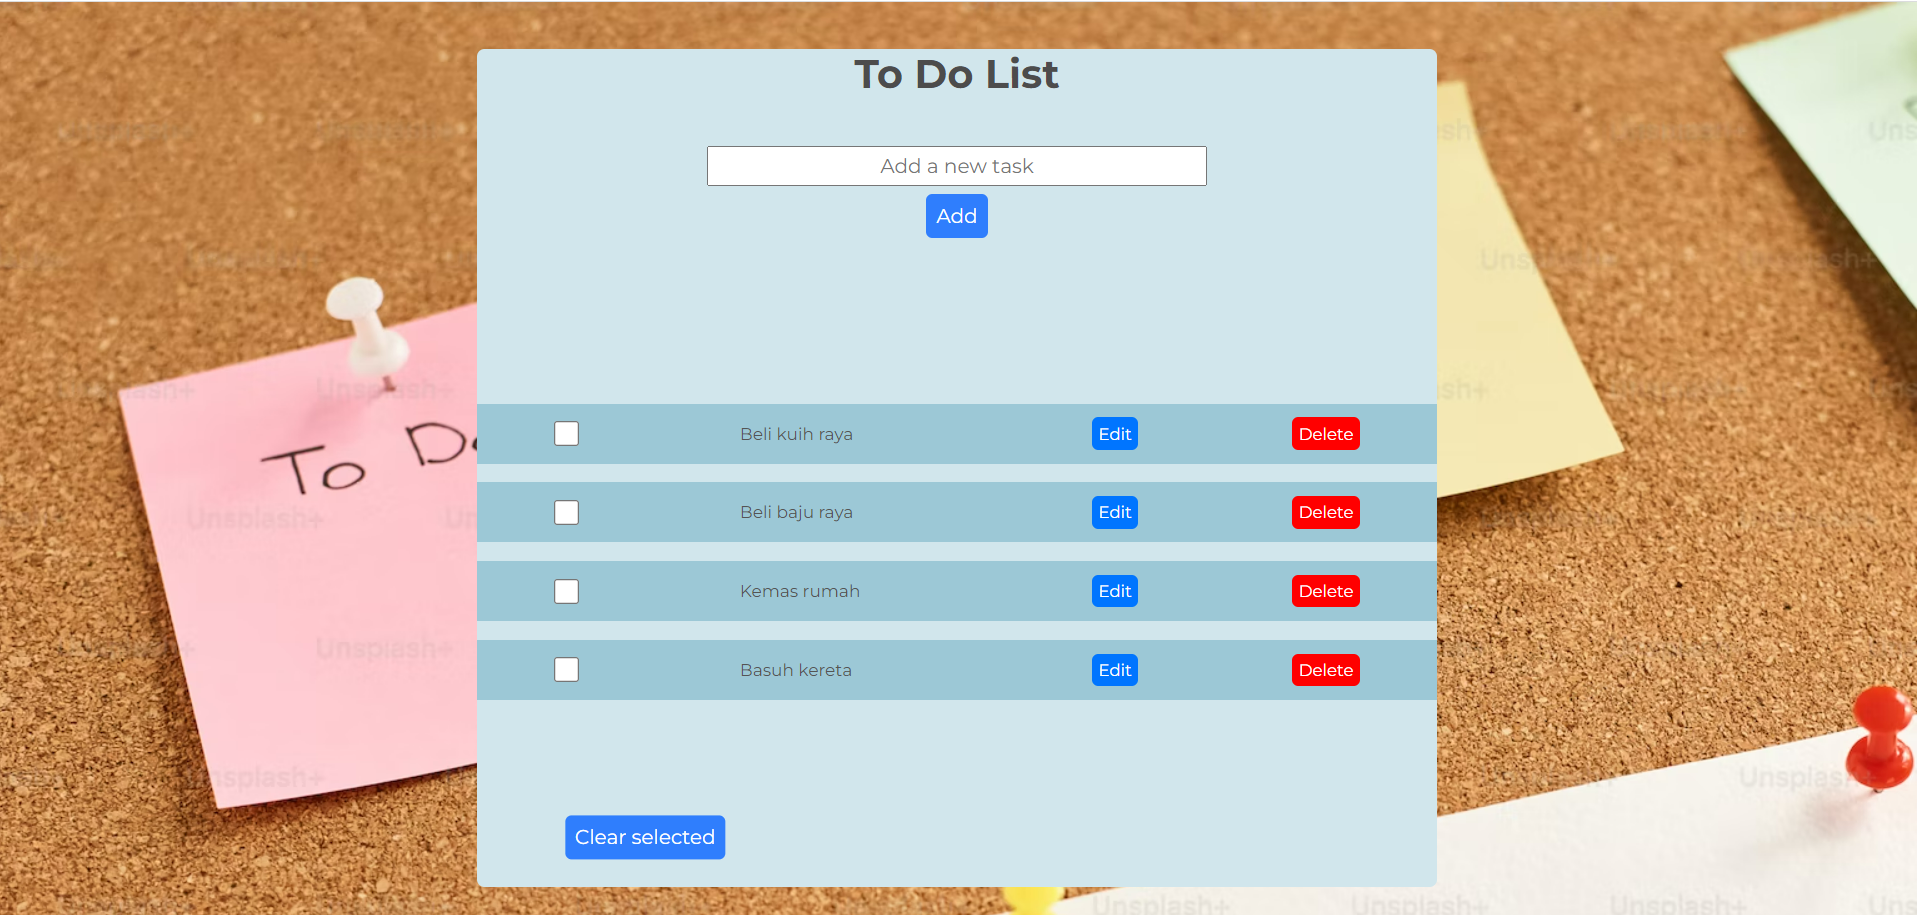 To Do List
Add a new task
Add
To Do
Beli kuih raya Edit Delete
Beli baju raya Edit Delete
Kemas rumah Edit Delete
Basuh kereta Edit Delete
Clear selected
Unsplash+
Unsplash+
Unsplash+
Unsplash+
Unsplash+
Unsplash+